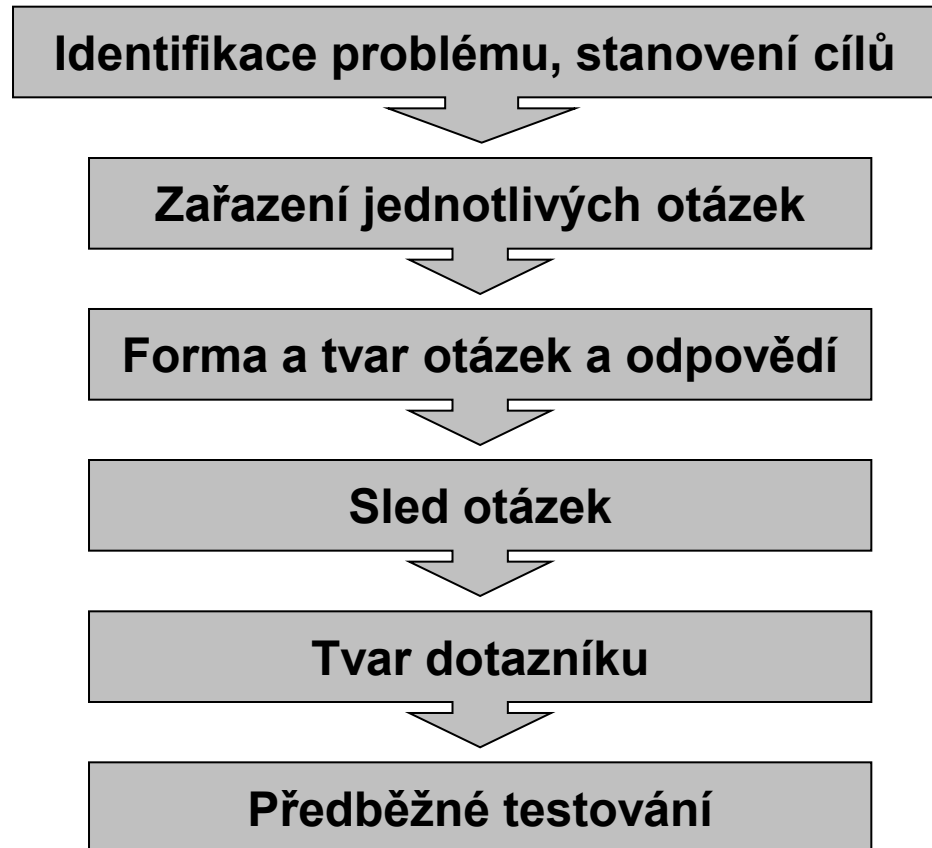 Identifikace problému, stanovení cílů
Zařazení jednotlivých otázek
Forma a tvar otázek a odpovědí
Sled otázek
Tvar dotazníku
Předběžné testování